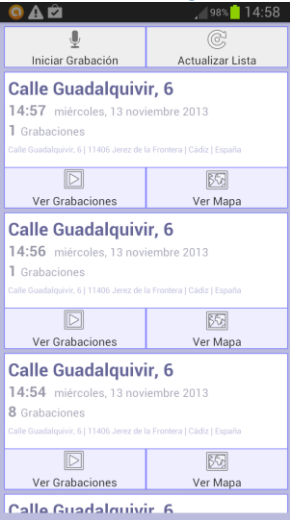 98% 14:58
Iniciar Grabación Actualizar Lista
Calle Guadalquivir, 6
14:57 miércoles, 13 noviembre 2013
1 Grabaciones
Calle Guadalquivir, 6 | 11406 Jerez de la Frontera | Cádiz | España
Ver Grabaciones Ver Mapa
Calle Guadalquivir, 6
14:56 miércoles, 13 noviembre 2013
1 Grabaciones
Calle Guadalquivir, 6 | 11406 Jerez de la Frontera | Cádiz | España
Ver Grabaciones Ver Mapa
Calle Guadalquivir, 6
14:54 miércoles, 13 noviembre 2013
8 Grabaciones
Calle Guadalquivir, 6 | 11406 Jerez de la Frontera | Cádiz | España
Ver Grabaciones Ver Mapa
Calle Guadalquivir, 6